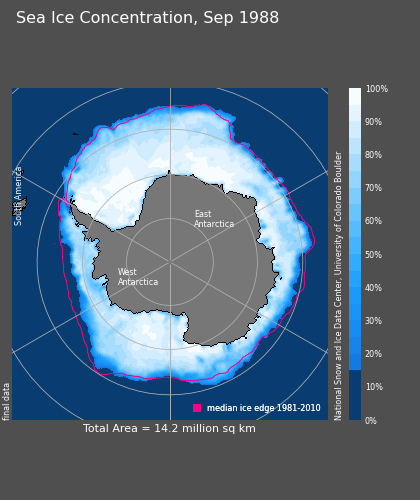 Sea Ice Concentration, Sep 1988
South America
East
Antarctica
West
Antarctica
final data
median ice edge 1981-2010
Total Area = 14.2 million sq km
National Snow and Ice Data Center, University of Colorado Boulder
100%
90%
80%
70%
60%
50%
40%
30%
20%
10%
0%